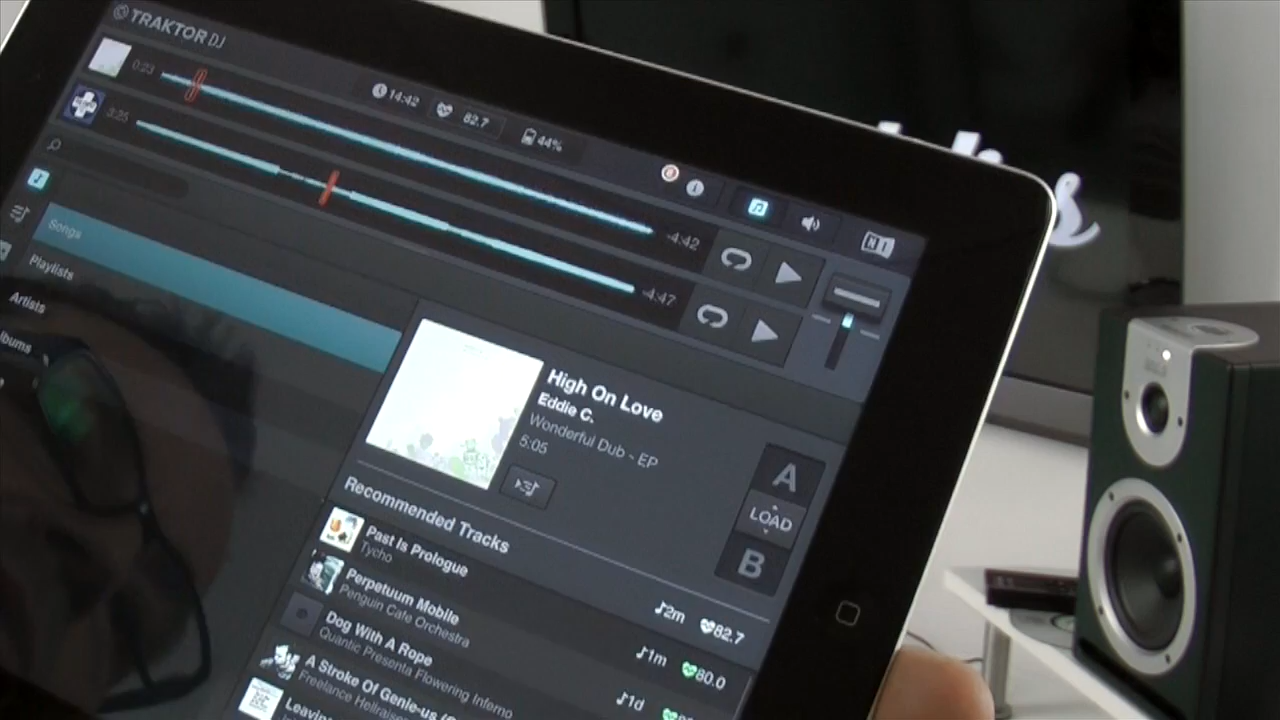 TRAKTOR DJ
0:23
14:42
82.7
44%
-4:42
3:25
-4:47
Songs
Playlists
Artists
lbums
High On Love
Eddie C.
Wonderful Dub - EP
5:05
A
LOAD
B
Recommended Tracks
Past Is Prologue
Tycho
2m 82.7
Perpetuum Mobile
Penguin Cafe Orchestra
1m 80.0
Dog With A Rope
Quantic Presenta Flowering Inferno
1d
A Stroke Of Genie-us
Freelance Hellraiser
Leavin